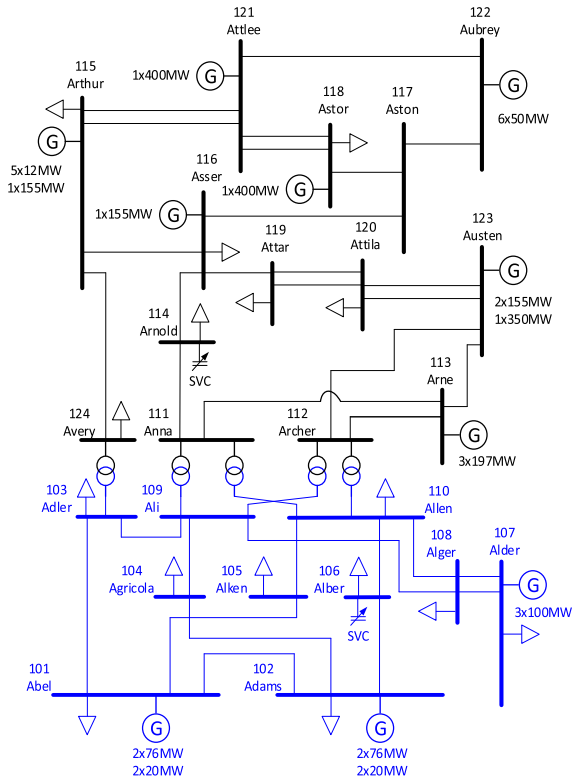 121
Attlee
122
Aubrey
115
Arthur
G
1x400MW
118
Astor
117
Aston
G
6x50MW
G
5x12MW
1x155MW
116
Asser
G
1x400MW
G
1x155MW
119
Attar
120
Attila
123
Austen
G
2x155MW
1x350MW
114
Arnold
SVC
113
Arne
124
Avery
111
Anna
112
Archer
G
3x197MW
103
Adler
109
Ali
110
Allen
108
Alger
107
Alder
104
Agricola
105
Alken
106
Alber
G
3x100MW
SVC
101
Abel
102
Adams
G
2x76MW
2x20MW
G
2x76MW
2x20MW